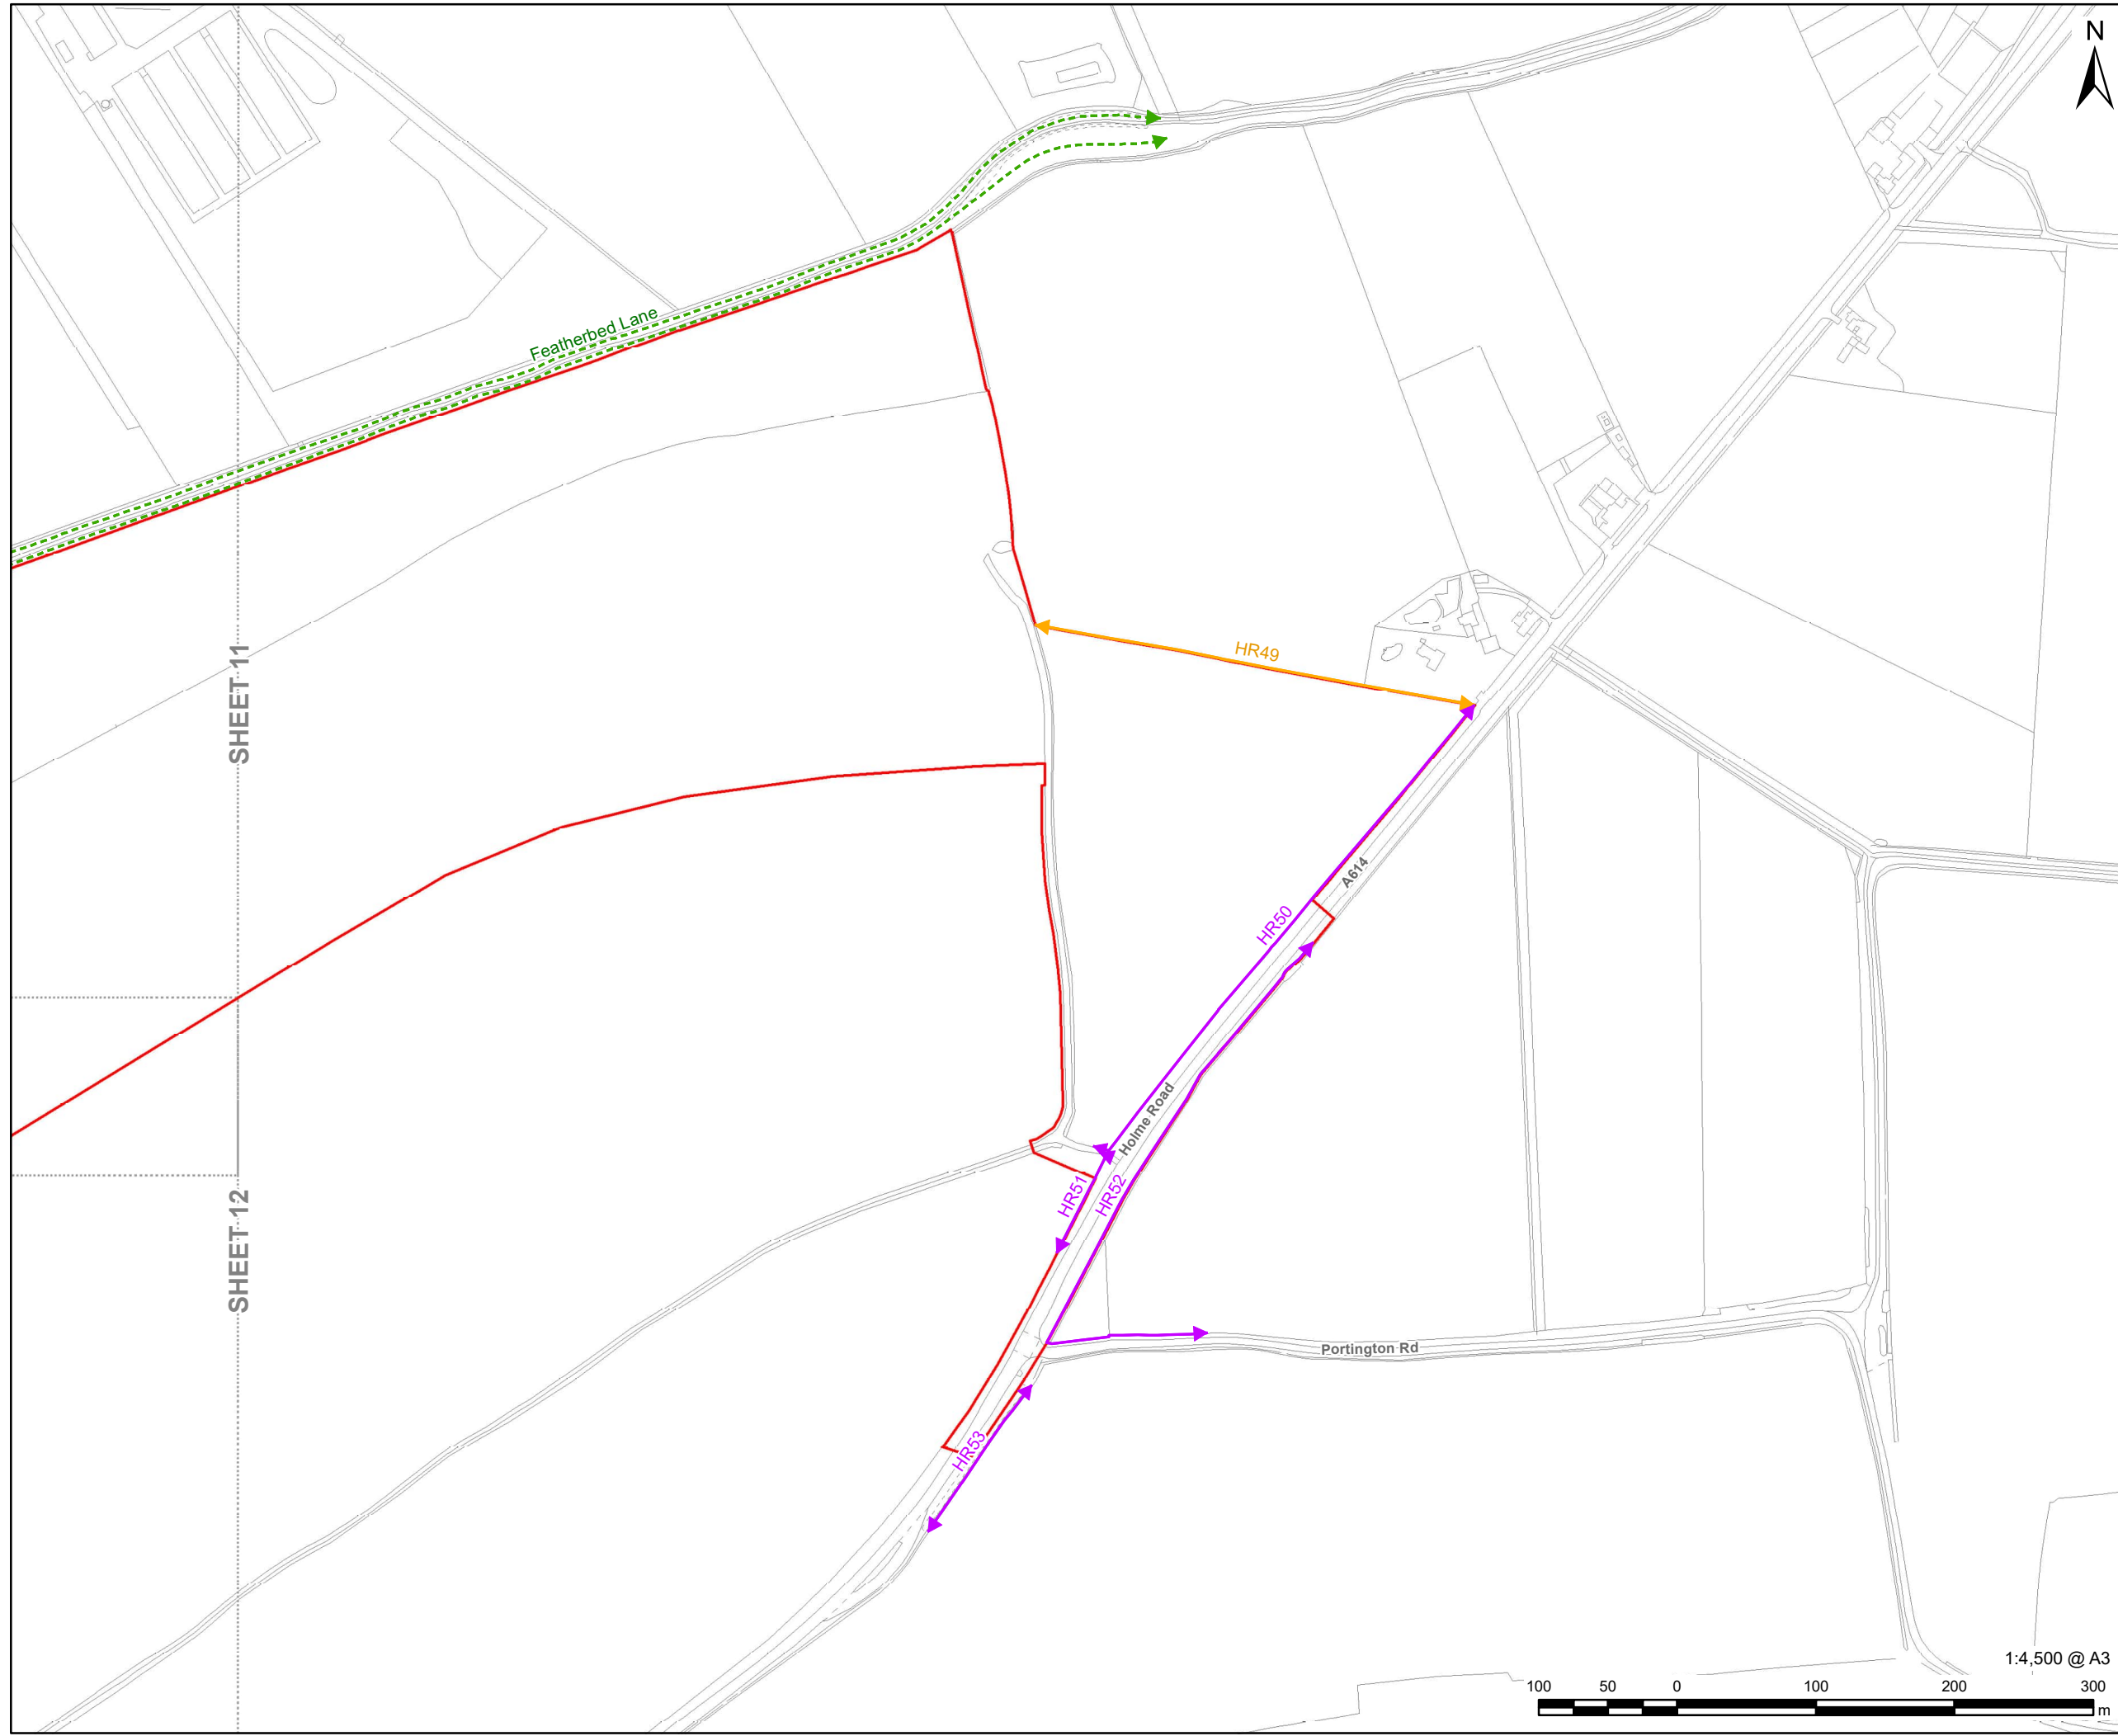 N
Featherbed Lane
SHEET 11
HR49
A614
HR50
Holme Road
HR51
HR52
SHEET 12
Portington Rd
HR53
1:4,500 @ A3
100 50 0 100 200 300
m